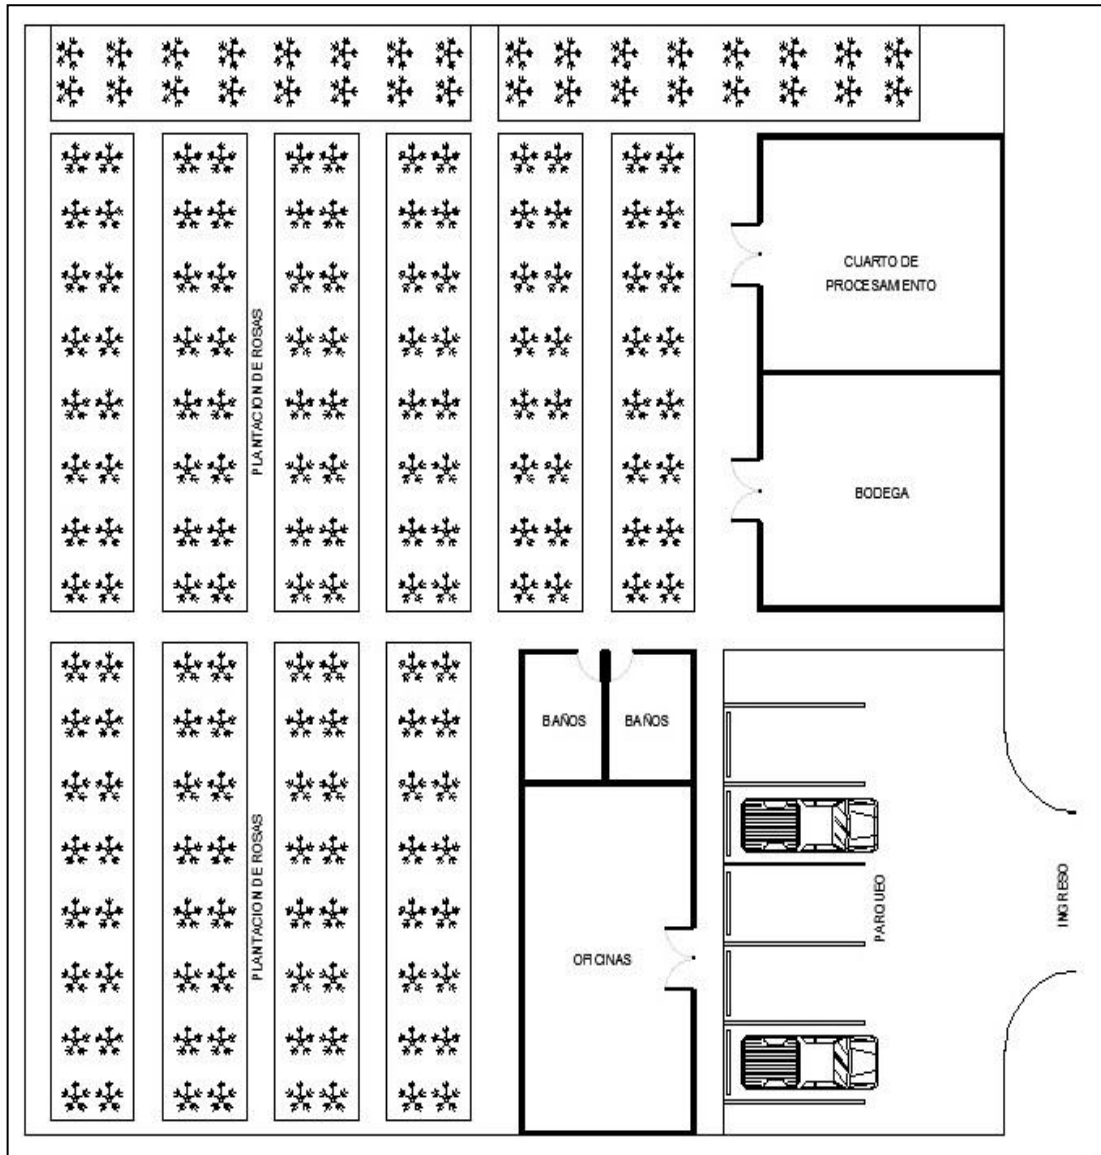 CUARTO DE
PROCESAMIENTO
PLANTACION DE ROSAS
BODEGA
BAÑOS
BAÑOS
PLANTACION DE ROSAS
OFICINAS
PARQUEO
INGRESO